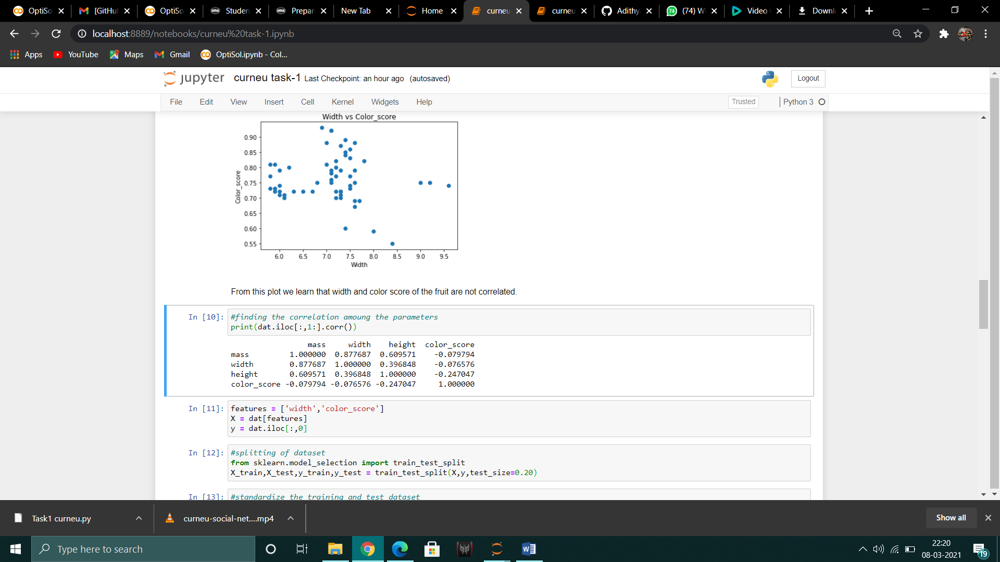 OptiSo
[GitHu
OptiSo
Studen
Prepar
New Tab
Home
curneu
curneu
Adithy
(74) W
Video
Downl
localhost:8889/notebooks/curneu%20task-1.ipynb
Apps YouTube Maps Gmail OptiSol.ipynb - Col...
jupyter curneu task-1 Last Checkpoint: an hour ago (autosaved)
Logout
File Edit View Insert Cell Kernel Widgets Help
Trusted
Python 3
Width vs Color_score
0.90
0.85
0.80
0.75
0.70
0.65
0.60
0.55
Color_score
6.0 6.5 7.0 7.5 8.0 8.5 9.0 9.5
Width
From this plot we learn that width and color score of the fruit are not correlated.
In [10]: #finding the correlation amoung the parameters
print(dat.iloc[:,1:].corr())
mass width height color_score
mass 1.000000 0.877687 0.609571 -0.079794
width 0.877687 1.000000 0.396848 -0.076576
height 0.609571 0.396848 1.000000 -0.247047
color_score -0.079794 -0.076576 -0.247047 1.000000
In [11]: features = ['width','color_score']
X = dat[features]
y = dat.iloc[:,0]
In [12]: #splitting of dataset
from sklearn.model_selection import train_test_split
X_train,X_test,y_train,y_test = train_test_split(X,y,test_size=0.20)
In [13]: #standardize the training and test dataset
Task1 curneu.py
curneu-social-net....mp4
Show all
Type here to search
22:20
08-03-2021
19